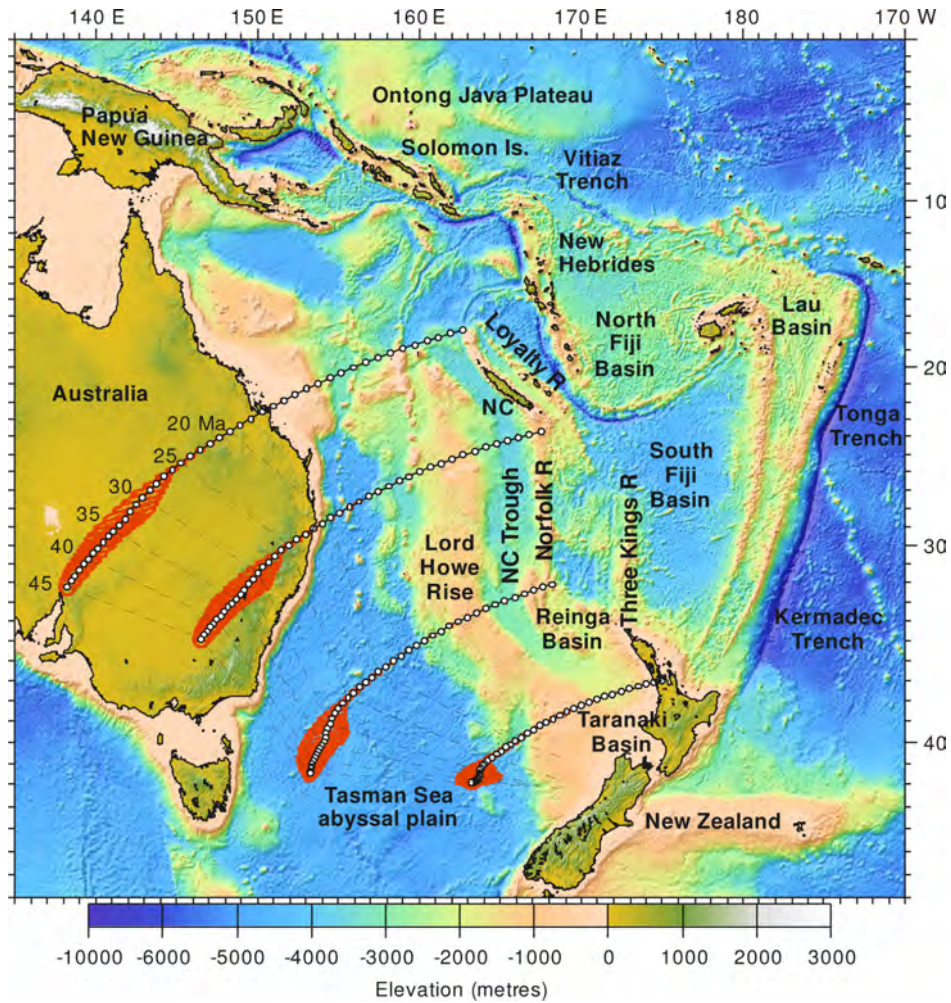 140 E 150 E 160 E 170 E 180 170 W
Ontong Java Plateau
Papua
New Guinea
Solomon Is.
Vitiaz
Trench
10
New
Hebrides
Lau
Basin
North
Fiji
Basin
Loyalty R
20
Australia
NC
Tonga
Trench
20 Ma
25
30
35
40
45
South
Fiji
Basin
NC Trough
Norfolk R
Three Kings R
30
Lord
Howe
Rise
Reinga
Basin
Kermadec
Trench
Taranaki
Basin
40
Tasman Sea
abyssal plain
New Zealand
-10000 -6000 -5000 -4000 -3000 -2000 -1000 0 1000 2000 3000
Elevation (metres)